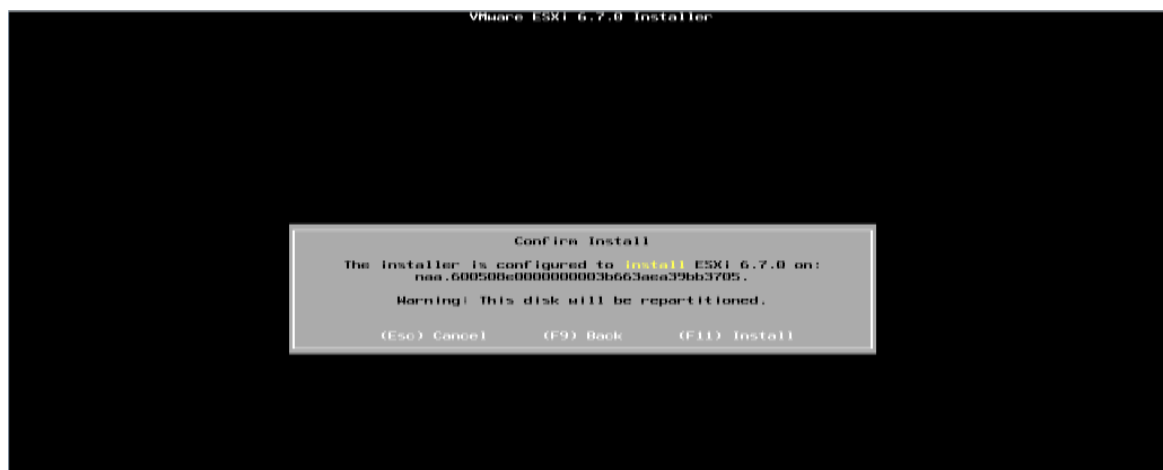 VMware ESXi 6.7.0 Installer
Confirm Install
The installer is configured to install ESXi 6.7.0 on:
naa.600508e0000000003b663aea39bb3705.
Warning: This disk will be repartitioned.
(Esc) Cancel (F9) Back (F11) Install